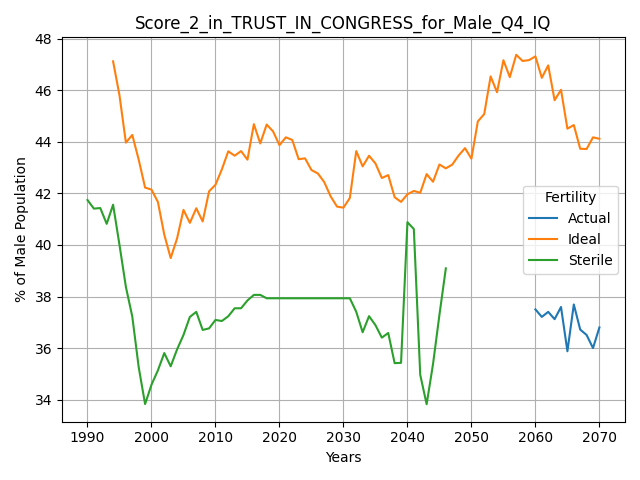 Score_2_in_TRUST_IN_CONGRESS_for_Male_Q4_IQ
48
46
44
42
40
38
36
34
% of Male Population
Fertility
Actual
Ideal
Sterile
1990 2000 2010 2020 2030 2040 2050 2060 2070
Years